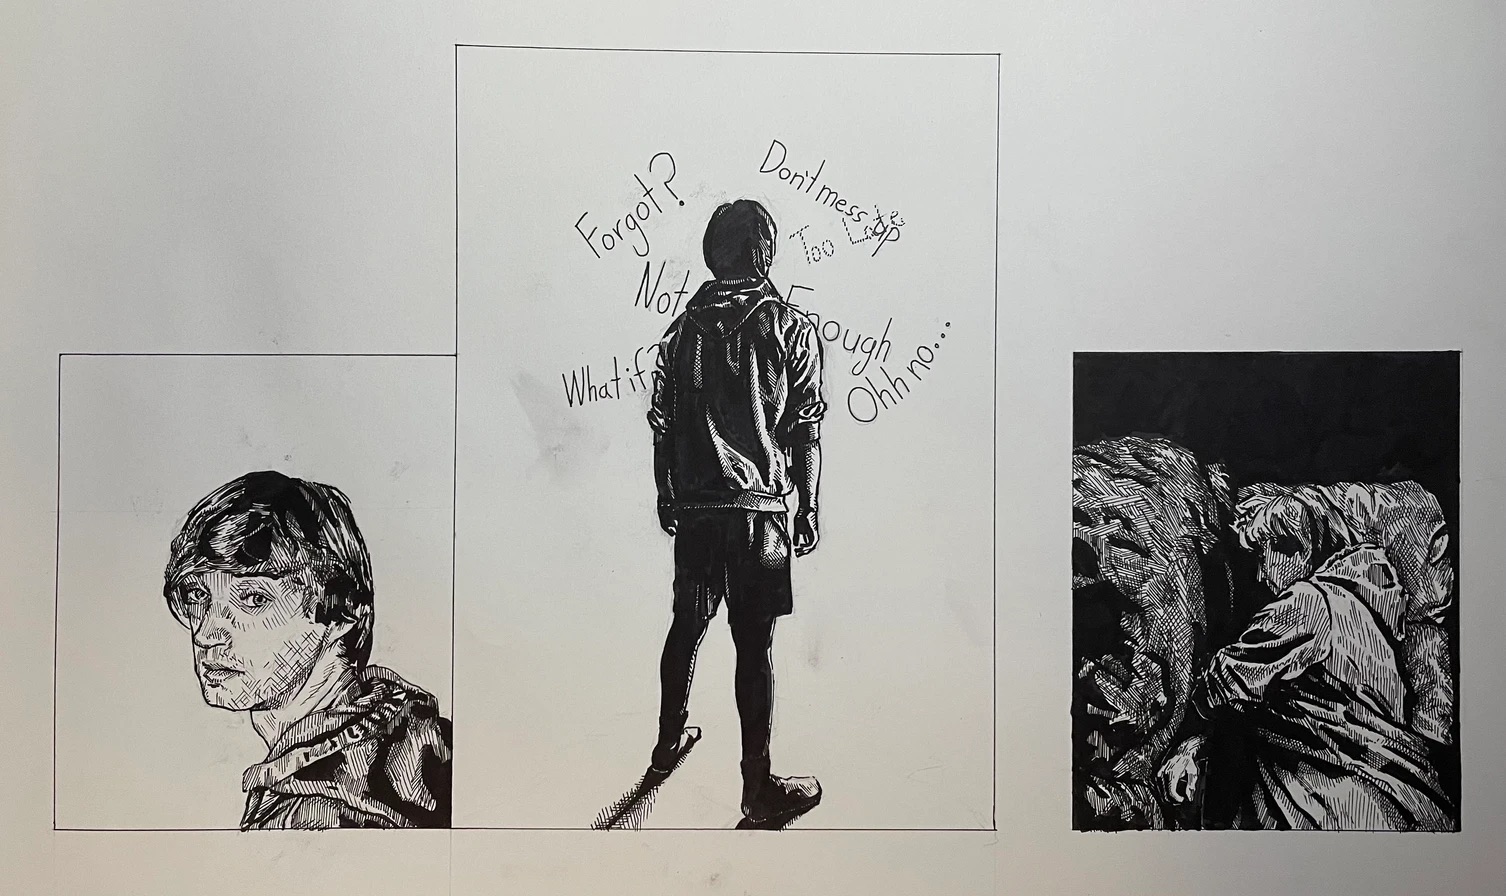 Forgot?
Don't mess up
Too Late
Not Enough
What if?
Ohh no...